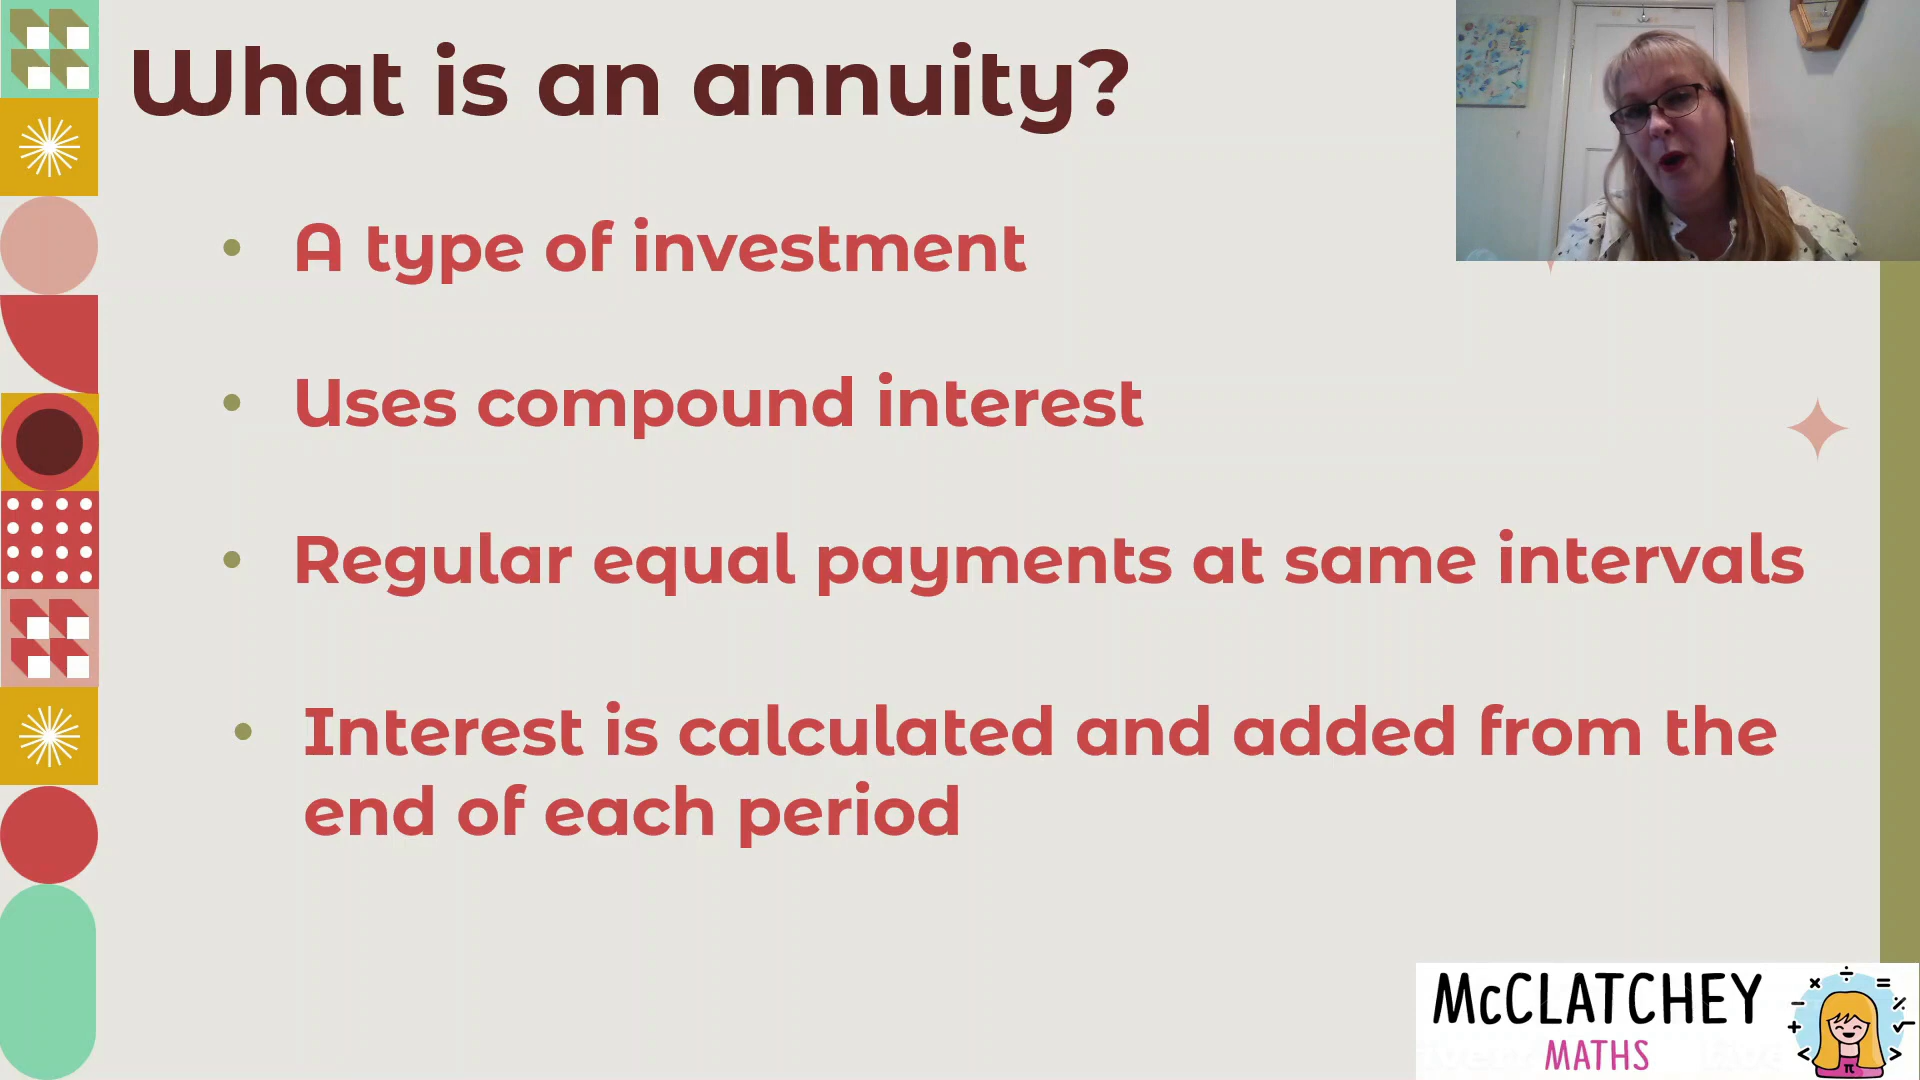 What is an annuity?
• A type of investment
• Uses compound interest
• Regular equal payments at same intervals
• Interest is calculated and added from the
end of each period
McCLATCHEY
MATHS
π